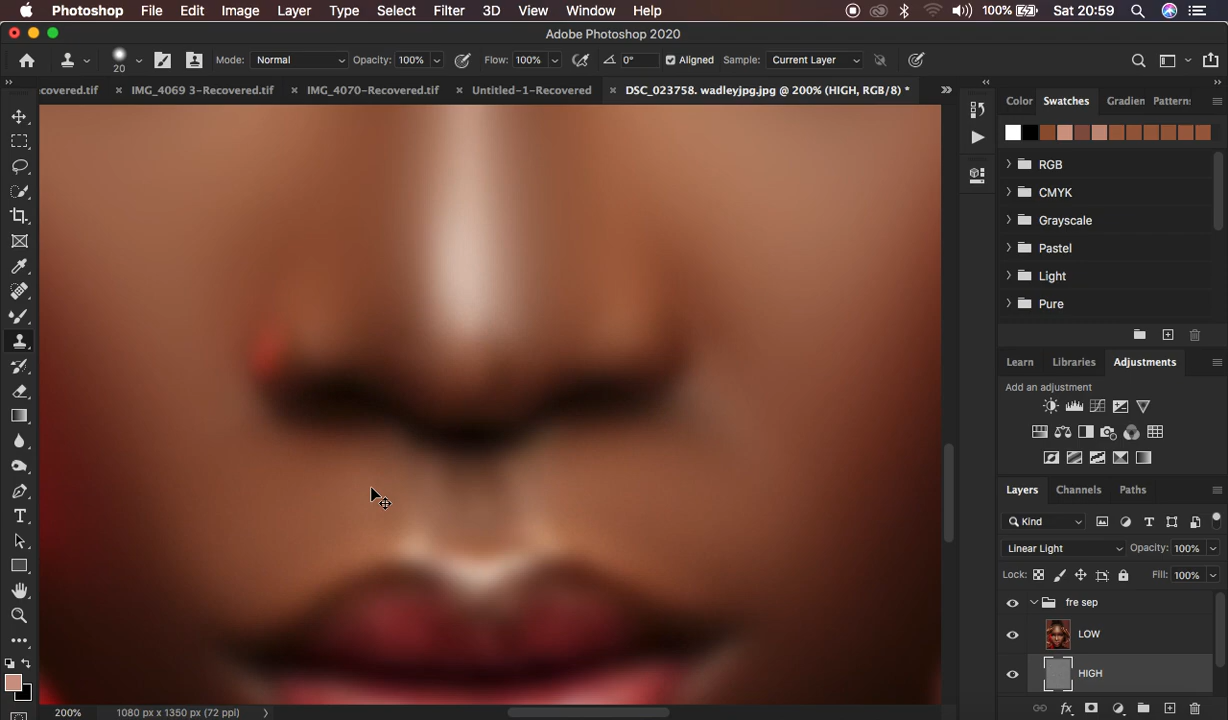 Photoshop File Edit Image Layer Type Select Filter 3D View Window Help 100% Sat 20:59
Adobe Photoshop 2020
20 Mode: Normal Opacity: 100% Flow: 100% 0° Aligned Sample: Current Layer
covered.tif × IMG_4069 3-Recovered.tif × IMG_4070-Recovered.tif × Untitled-1-Recovered × DSC_023758. wadleyjpg.jpg @ 200% (HIGH, RGB/8) *
Color Swatches Gradien Pattern
RGB
CMYK
Grayscale
Pastel
Light
Pure
Learn Libraries Adjustments
Add an adjustment
Layers Channels Paths
Kind
Linear Light Opacity: 100%
Lock: Fill: 100%
fre sep
LOW
HIGH
200% 1080 px x 1350 px (72 ppi)